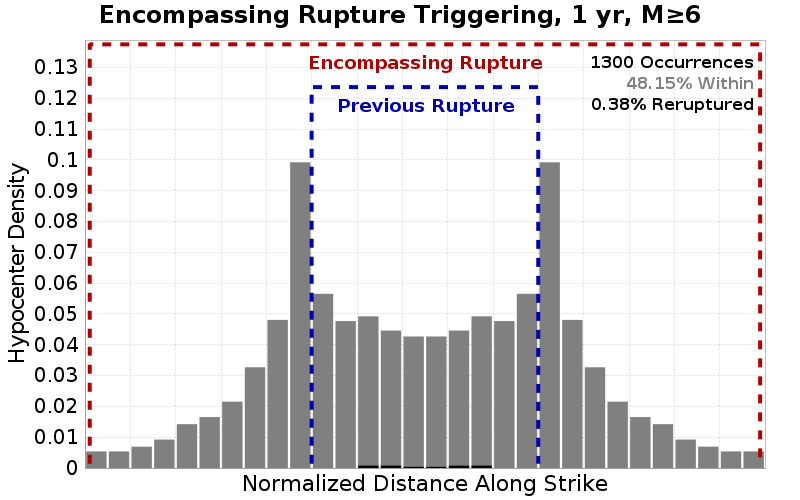 Encompassing Rupture Triggering, 1 yr, M≥6
Encompassing Rupture
1300 Occurrences
48.15% Within
0.38% Reruptured
Previous Rupture
Hypocenter Density
0.13
0.12
0.11
0.1
0.09
0.08
0.07
0.06
0.05
0.04
0.03
0.02
0.01
0
Normalized Distance Along Strike